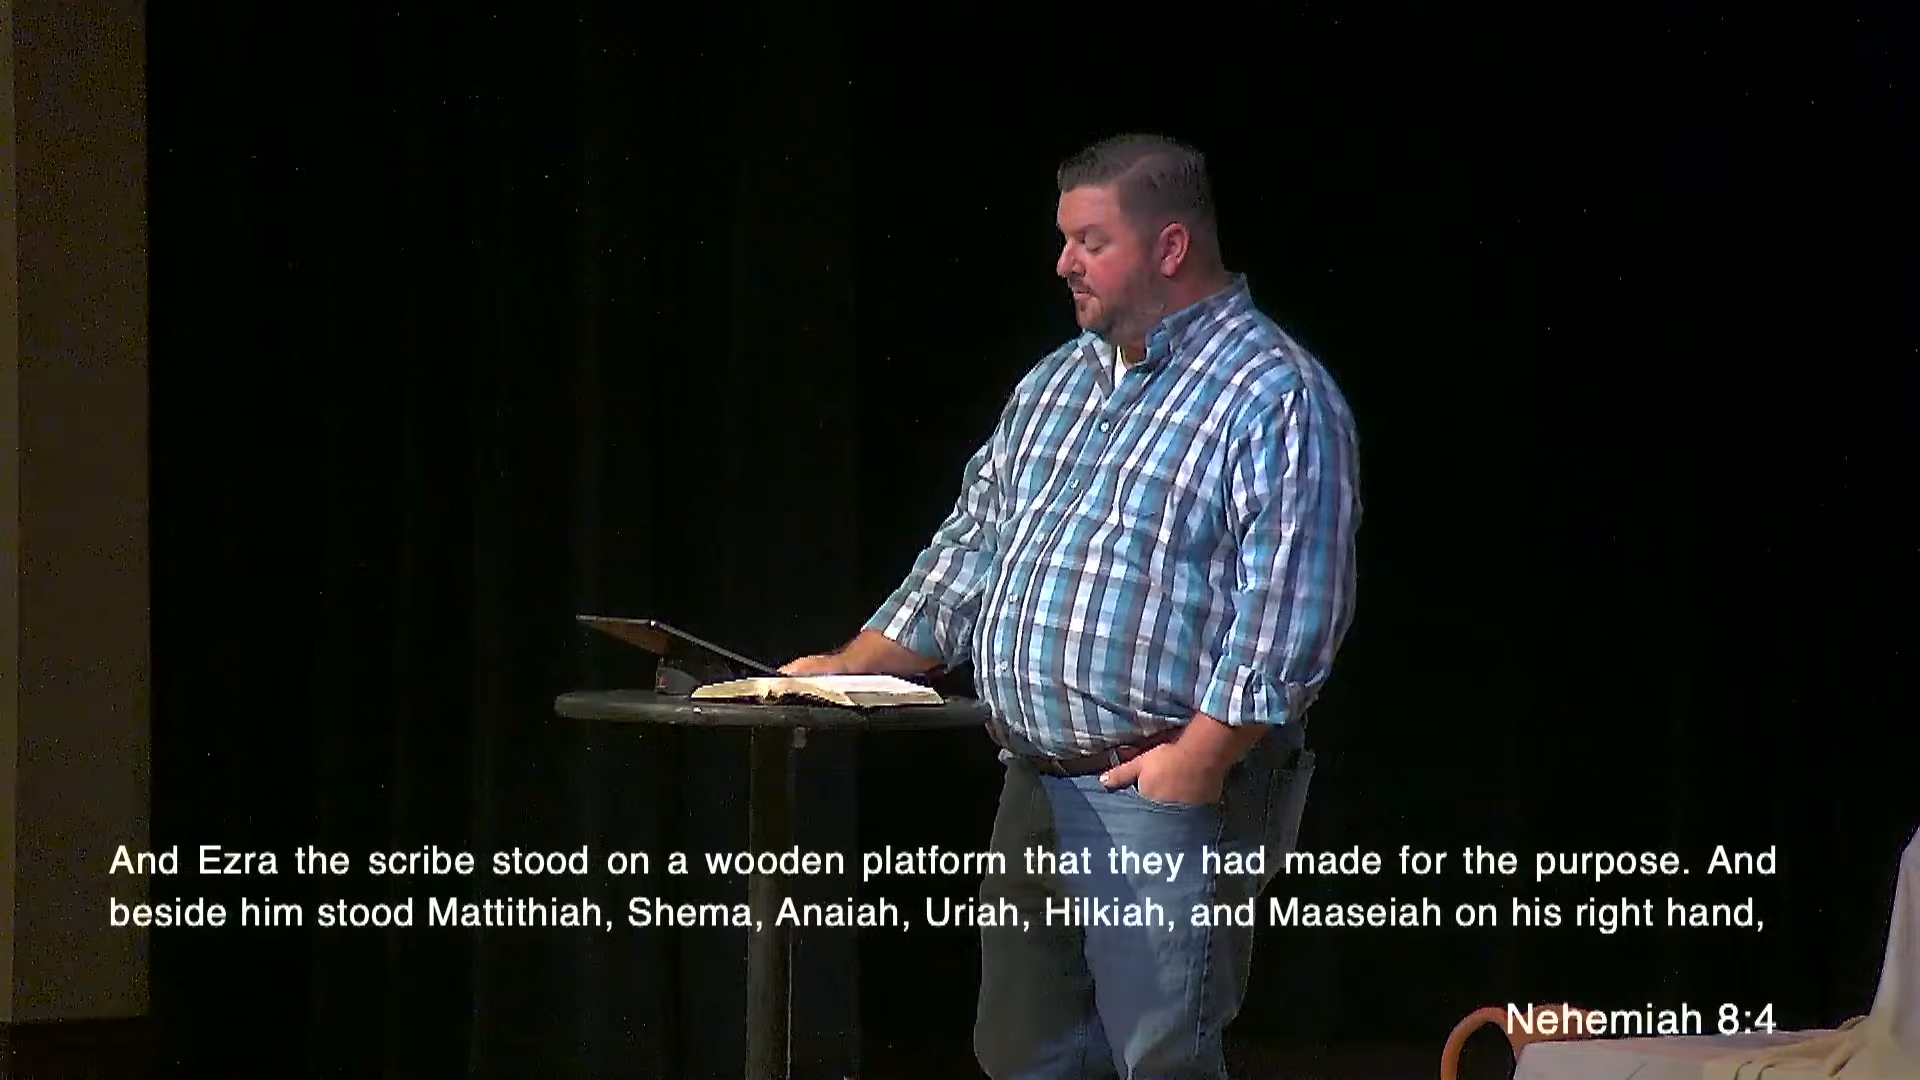 And Ezra the scribe stood on a wooden platform that they had made for the purpose. And
beside him stood Mattithiah, Shema, Anaiah, Uriah, Hilkiah, and Maaseiah on his right hand,
Nehemiah 8:4